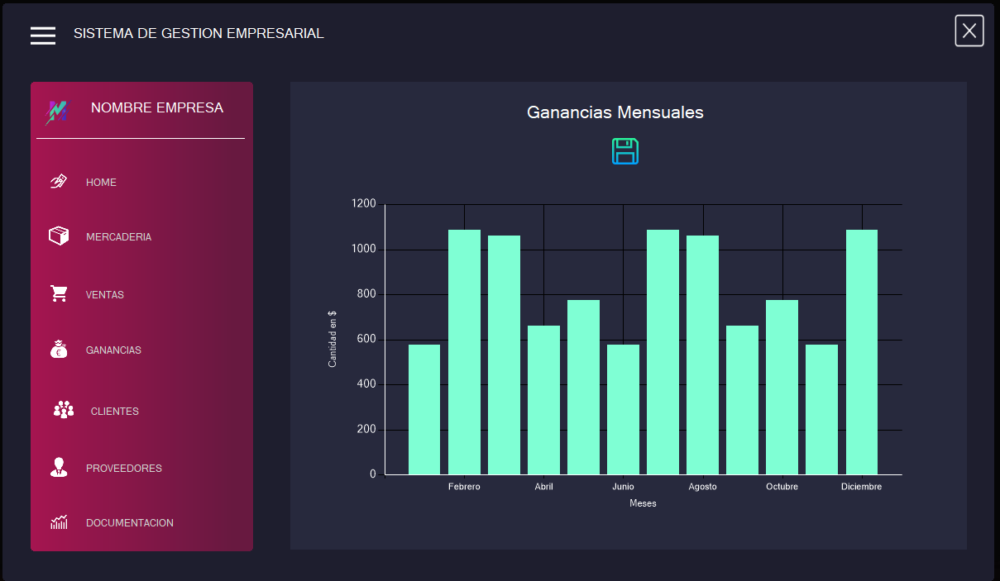 SISTEMA DE GESTION EMPRESARIAL
NOMBRE EMPRESA
HOME
MERCADERIA
VENTAS
GANANCIAS
CLIENTES
PROVEEDORES
DOCUMENTACION
Ganancias Mensuales
1200
1000
800
600
400
200
0
Cantidad en $
Febrero Abril Junio Agosto Octubre Diciembre
Meses